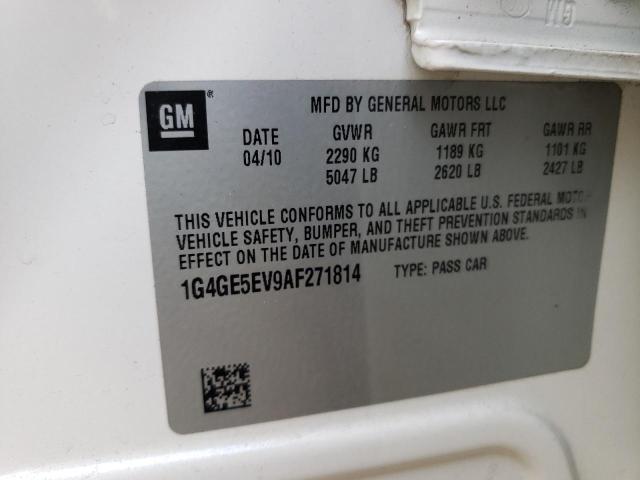 GM
GM®
MFD BY GENERAL MOTORS LLC
DATE GVWR GAWR FRT GAWR RR
04/10 2290 KG 1189 KG 1101 KG
5047 LB 2620 LB 2427 LB
THIS VEHICLE CONFORMS TO ALL APPLICABLE U.S. FEDERAL MOTOR
VEHICLE SAFETY, BUMPER, AND THEFT PREVENTION STANDARDS IN
EFFECT ON THE DATE OF MANUFACTURE SHOWN ABOVE.
1G4GE5EV9AF271814 TYPE: PASS CAR